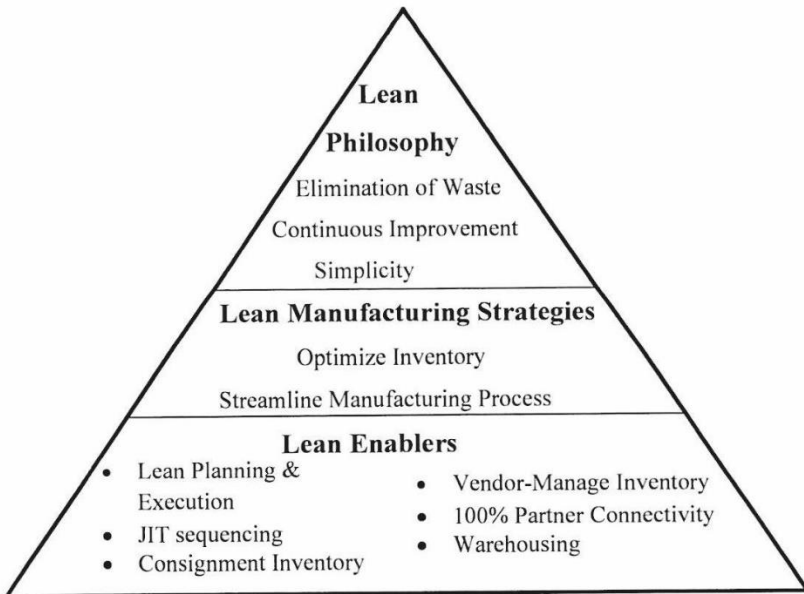 Lean
Philosophy
Elimination of Waste
Continuous Improvement
Simplicity
Lean Manufacturing Strategies
Optimize Inventory
Streamline Manufacturing Process
Lean Enablers
• Lean Planning &
Execution
• JIT sequencing
• Consignment Inventory
• Vendor-Manage Inventory
• 100% Partner Connectivity
• Warehousing